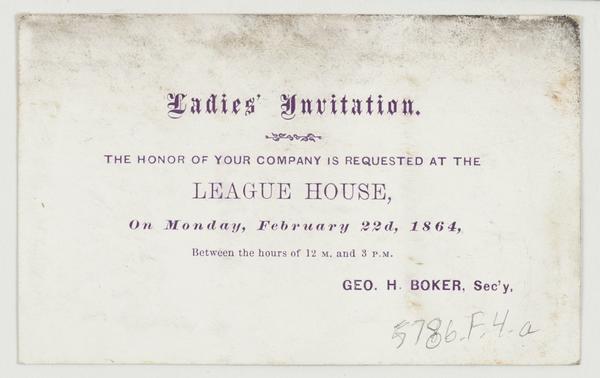 Ladies' Invitation.
THE HONOR OF YOUR COMPANY IS REQUESTED AT THE
LEAGUE HOUSE,
On Monday, February 22d, 1864,
Between the hours of 12 M. and 3 P.M.
GEO. H. BOKER, Sec'y,
5786.F.4.a